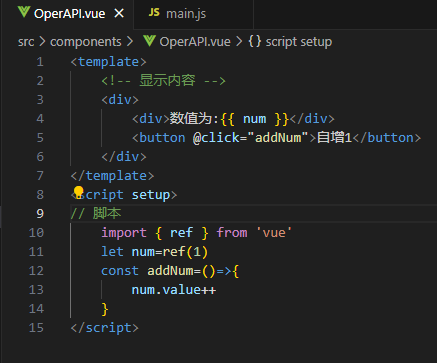 OperAPI.vue × JS main.js
src > components > OperAPI.vue > {} script setup
1 <template>
2 <!-- 显示内容 -->
3 <div>
4 <div>数值为:{{ num }}</div>
5 <button @click="addNum">自增1</button>
6 </div>
7 </template>
8 <script setup>
9 // 脚本
10 import { ref } from 'vue'
11 let num=ref(1)
12 const addNum=()=>{
13 num.value++
14 }
15 </script>